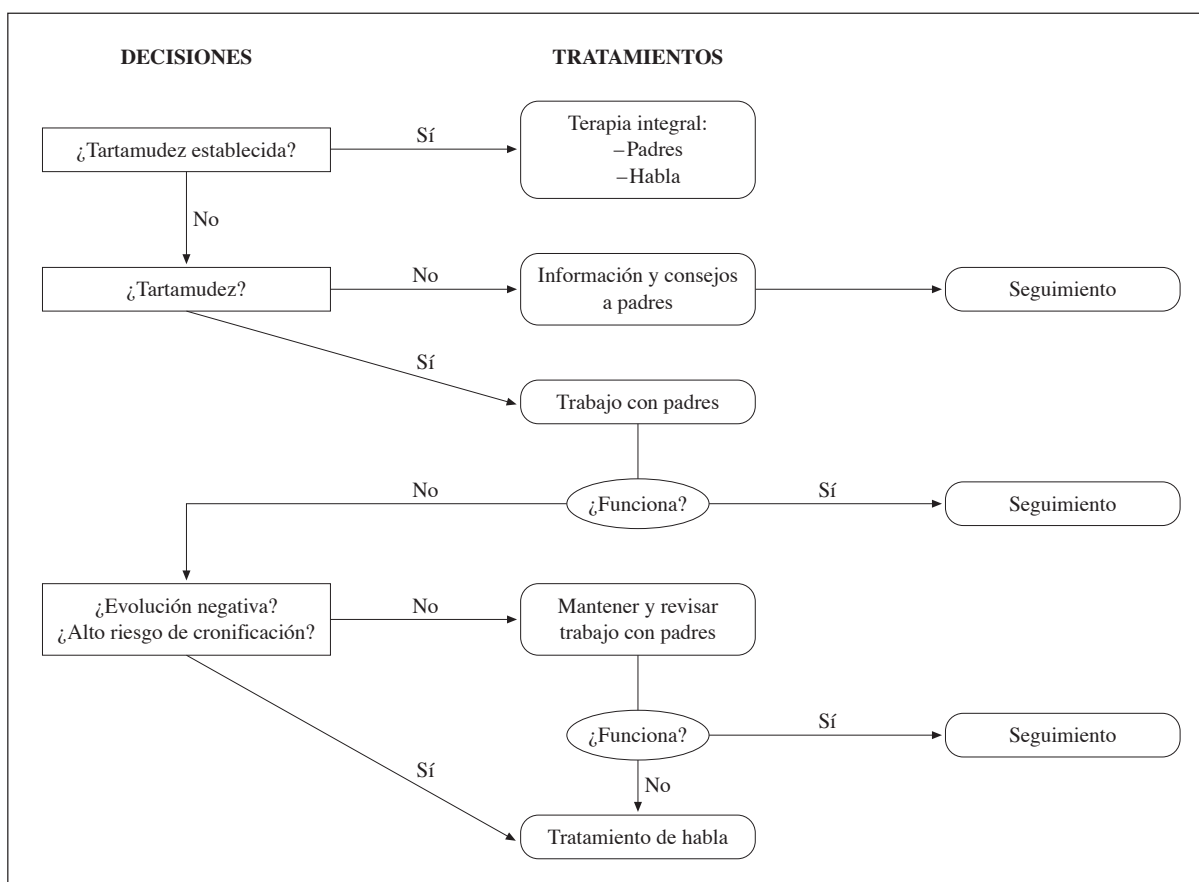 DECISIONES
TRATAMIENTOS
¿Tartamudez establecida?
Sí
Terapia integral:
–Padres
–Habla
No
¿Tartamudez?
No
Información y consejos
a padres
Seguimiento
Sí
Trabajo con padres
No
¿Funciona?
Sí
Seguimiento
¿Evolución negativa?
¿Alto riesgo de cronificación?
No
Mantener y revisar
trabajo con padres
¿Funciona?
Sí
Seguimiento
Sí
No
Tratamiento de habla